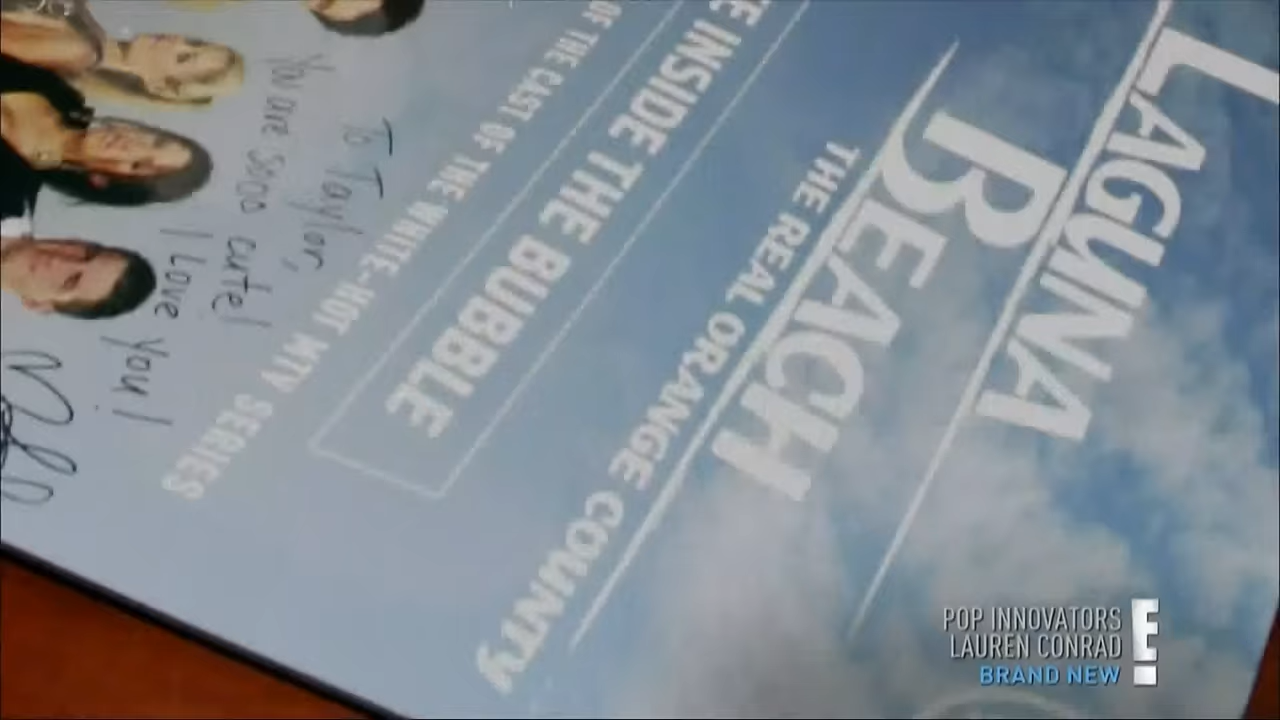 LAGUNA
BEACH
THE REAL ORANGE COUNTY
INSIDE THE BUBBLE
OF THE CAST OF THE WHITE-HOT MTV SERIES
To Taylor,
You are sooo cute!
I Love you!
POP INNOVATORS
LAUREN CONRAD
BRAND NEW
E!